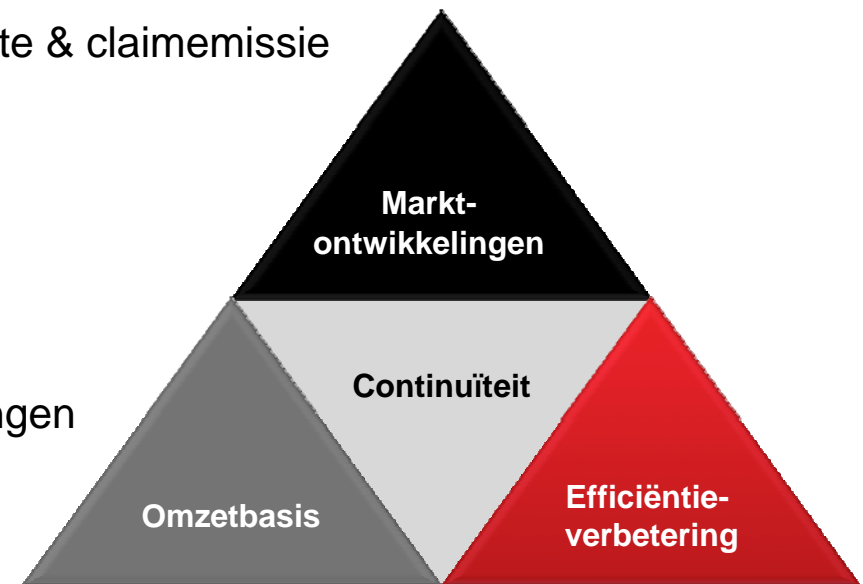 te & claimemissie
Markt-
ontwikkelingen
Continuïteit
ngen
Omzetbasis
Efficiëntie-
verbetering